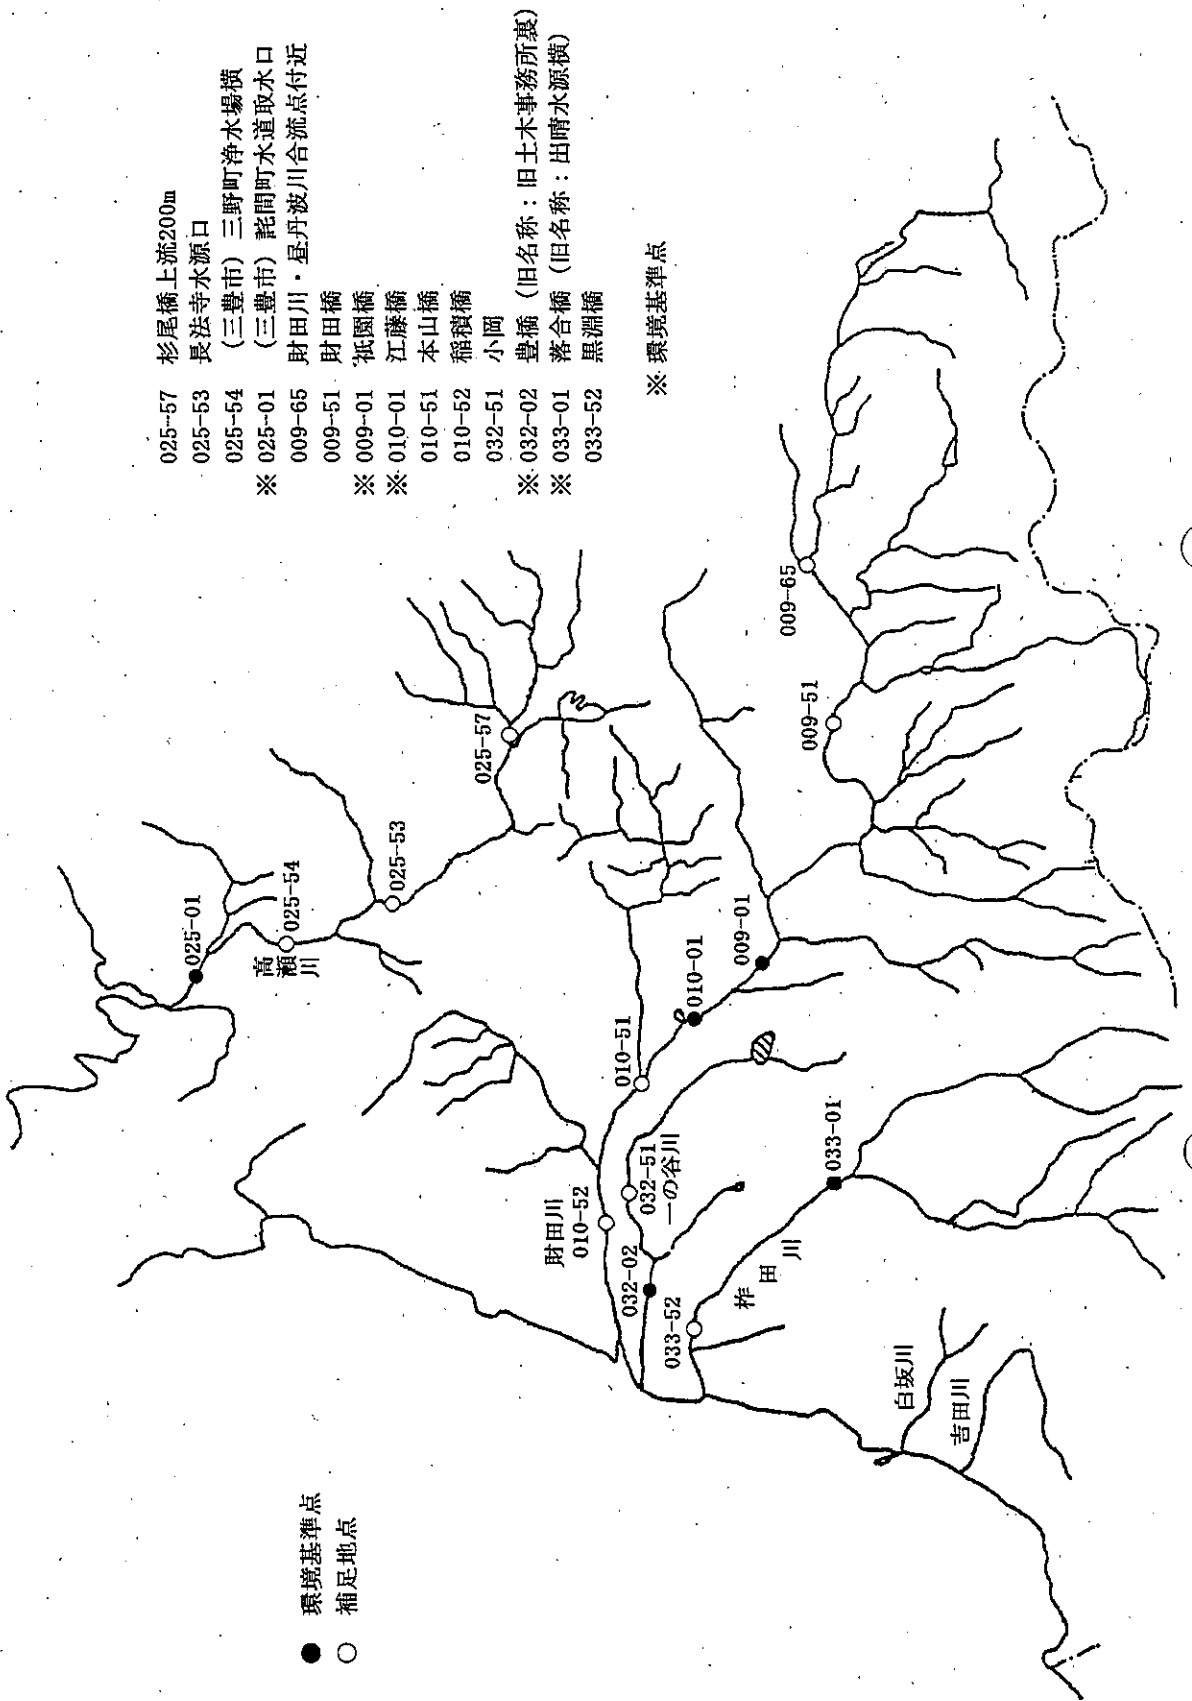 025-57 杉尾橋上流200m
025-53 長法寺水源口
025-54 (三豊市) 三野町浄水場横
※ 025-01 (三豊市) 詫間町水道取水口
009-65 財田川・昼丹波川合流点付近
009-51 財田橋
※ 009-01 祇園橋
※ 010-01 江藤橋
010-51 本山橋
010-52 稲積橋
032-51 小岡
※ 032-02 豊橋 (旧名称：旧土木事務所裏)
※ 033-01 落合橋 (旧名称：出晴水源横)
033-52 黒淵橋
※ 環境基準点
025-01
025-54
高瀬川
025-53
025-57
009-65
009-51
009-01
010-01
010-51
財田川
010-52
032-51
一の谷川
032-02
033-01
033-52
柞田川
白坂川
吉田川
● 環境基準点
○ 補足地点